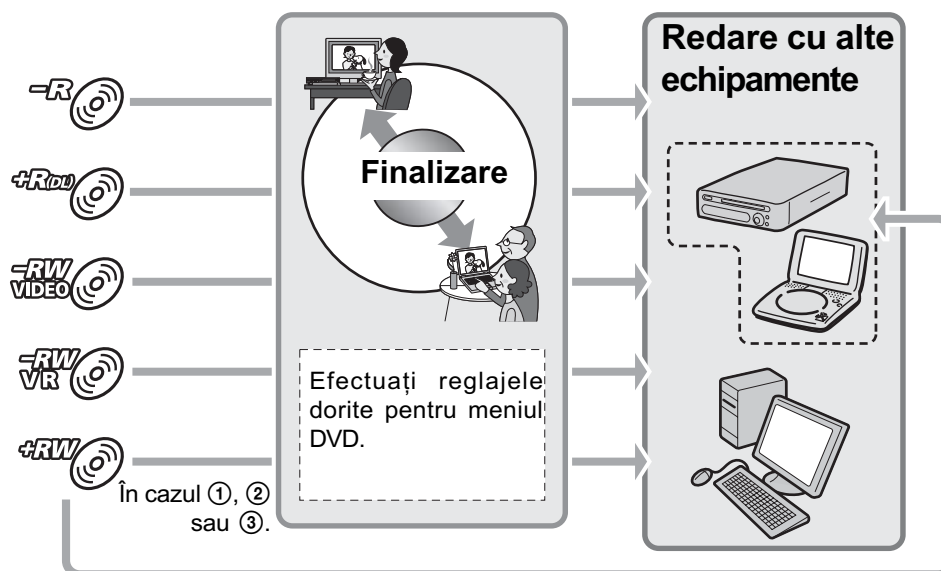 Redare cu alte
echipamente
-R
Finalizare
+R(DL)
-RW
VIDEO
-RW
VR
Efectuați reglajele
dorite pentru meniul
DVD.
+RW
În cazul ①, ②
sau ③.